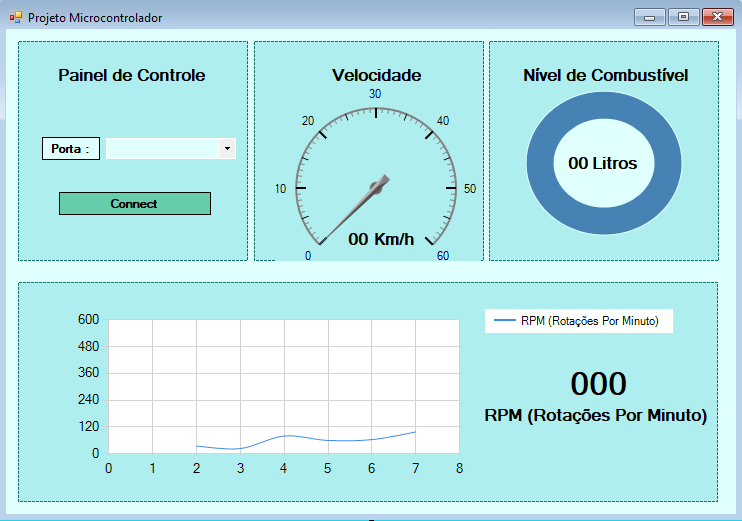 Projeto Microcontrolador
Painel de Controle
Porta :
Connect
Velocidade
30
20
40
10
50
0
60
00 Km/h
Nível de Combustível
00 Litros
600
480
360
240
120
0
0 1 2 3 4 5 6 7 8
RPM (Rotações Por Minuto)
000
RPM (Rotações Por Minuto)